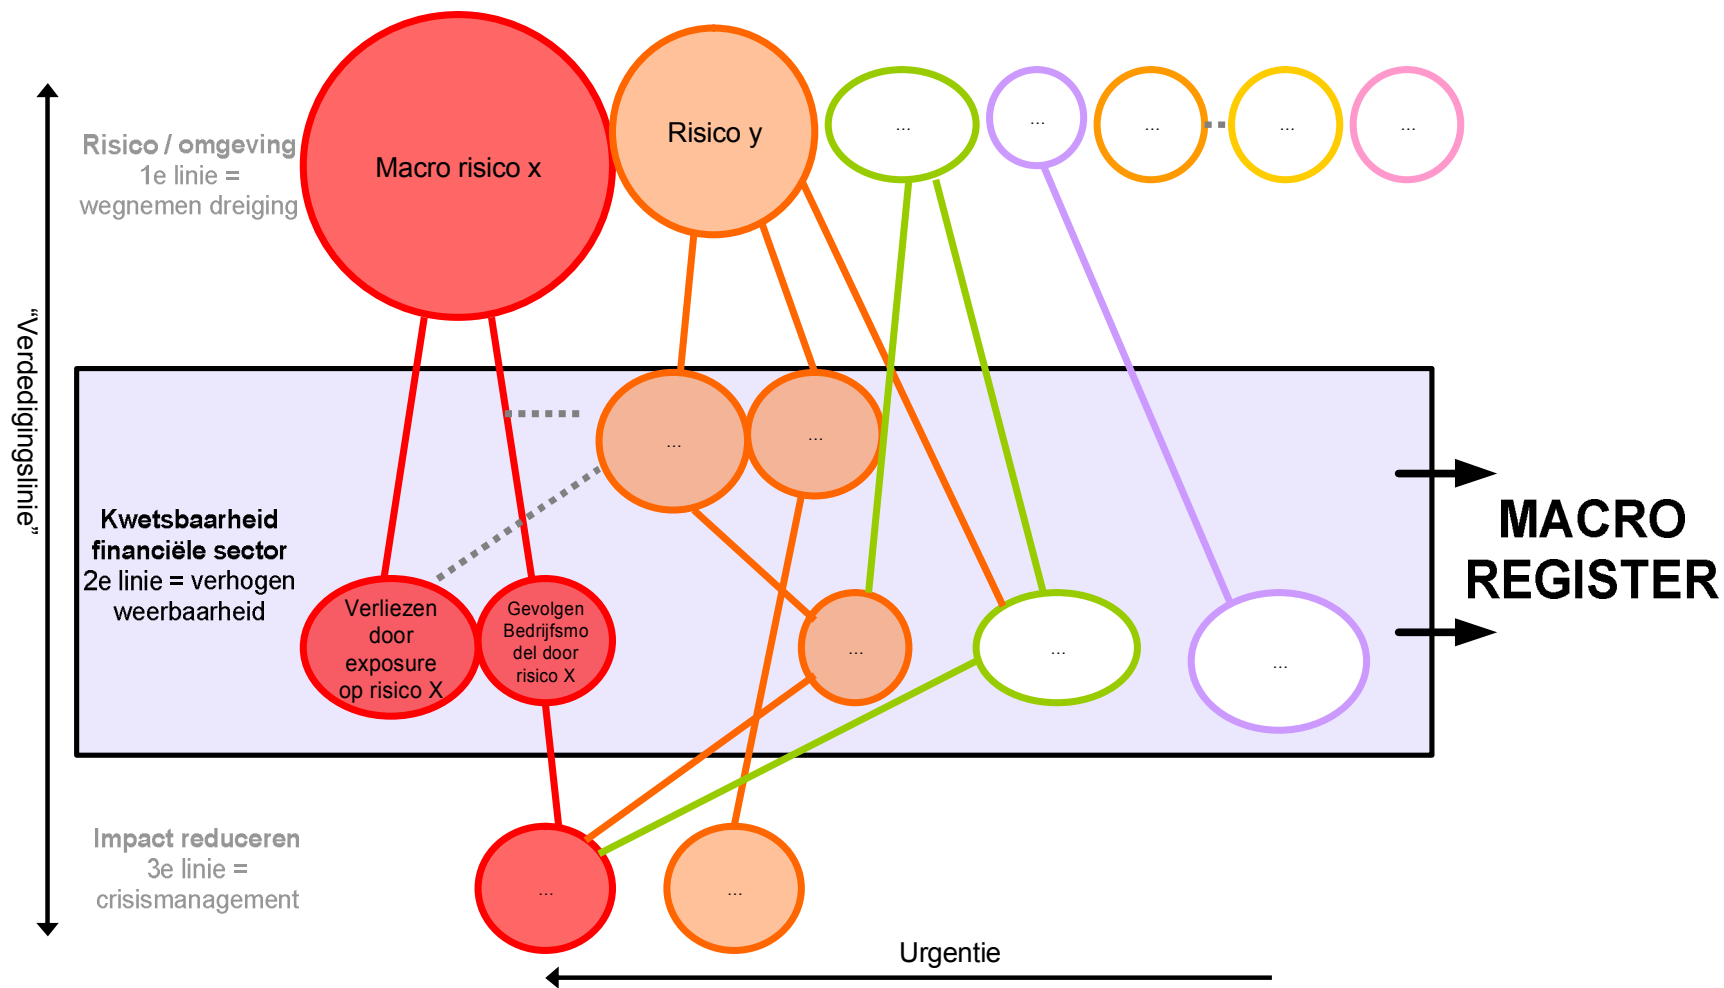 Macro risico x
Risico y
...
...
...
...
...
Risico / omgeving
1e linie =
wegnemen dreiging
“Verdedigingslinie”
...
...
Kwetsbaarheid
financiële sector
2e linie = verhogen
weerbaarheid
Verliezen
door
exposure
op risico X
Gevolgen
Bedrijfsmo
del door
risico X
...
...
...
MACRO
REGISTER
Impact reduceren
3e linie =
crisismanagement
...
...
Urgentie